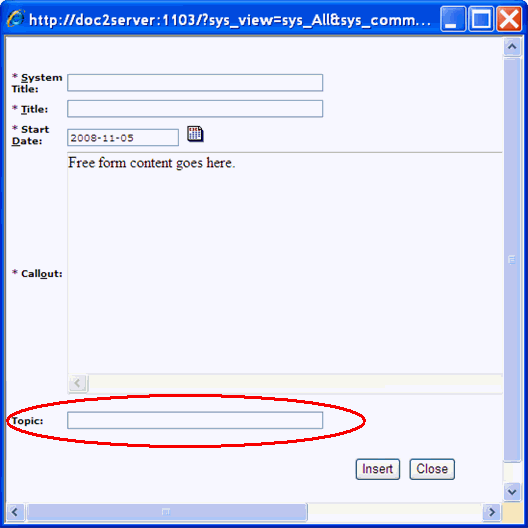 http://doc2server:1103/?sys_view=sys_All&sys_comm...
* System
Title:
* Title:
* Start
Date:
2008-11-05
Free form content goes here.
* Callout:
Topic:
Insert Close